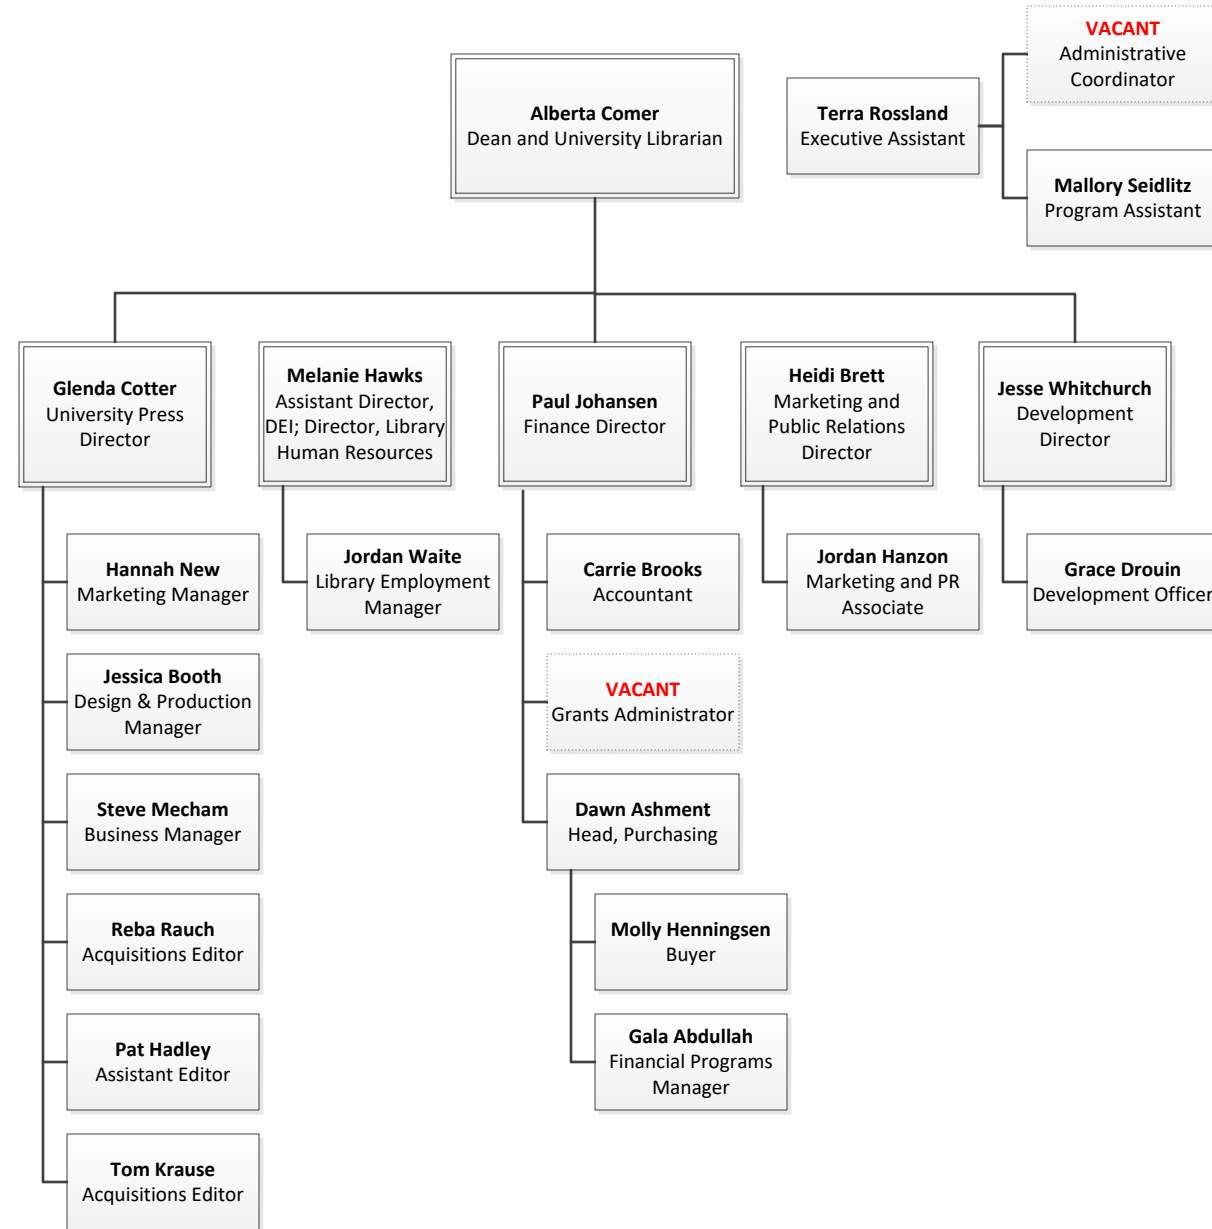 VACANT
Administrative
Coordinator
Alberta Comer
Dean and University Librarian
Terra Rossland
Executive Assistant
Mallory Seidlitz
Program Assistant
Glenda Cotter
University Press
Director
Melanie Hawks
Assistant Director,
DEI; Director, Library
Human Resources
Paul Johansen
Finance Director
Heidi Brett
Marketing and
Public Relations
Director
Jesse Whitchurch
Development
Director
Hannah New
Marketing Manager
Jordan Waite
Library Employment
Manager
Carrie Brooks
Accountant
Jordan Hanzon
Marketing and PR
Associate
Grace Drouin
Development Officer
Jessica Booth
Design & Production
Manager
VACANT
Grants Administrator
Steve Mecham
Business Manager
Dawn Ashment
Head, Purchasing
Reba Rauch
Acquisitions Editor
Molly Henningsen
Buyer
Pat Hadley
Assistant Editor
Gala Abdullah
Financial Programs
Manager
Tom Krause
Acquisitions Editor